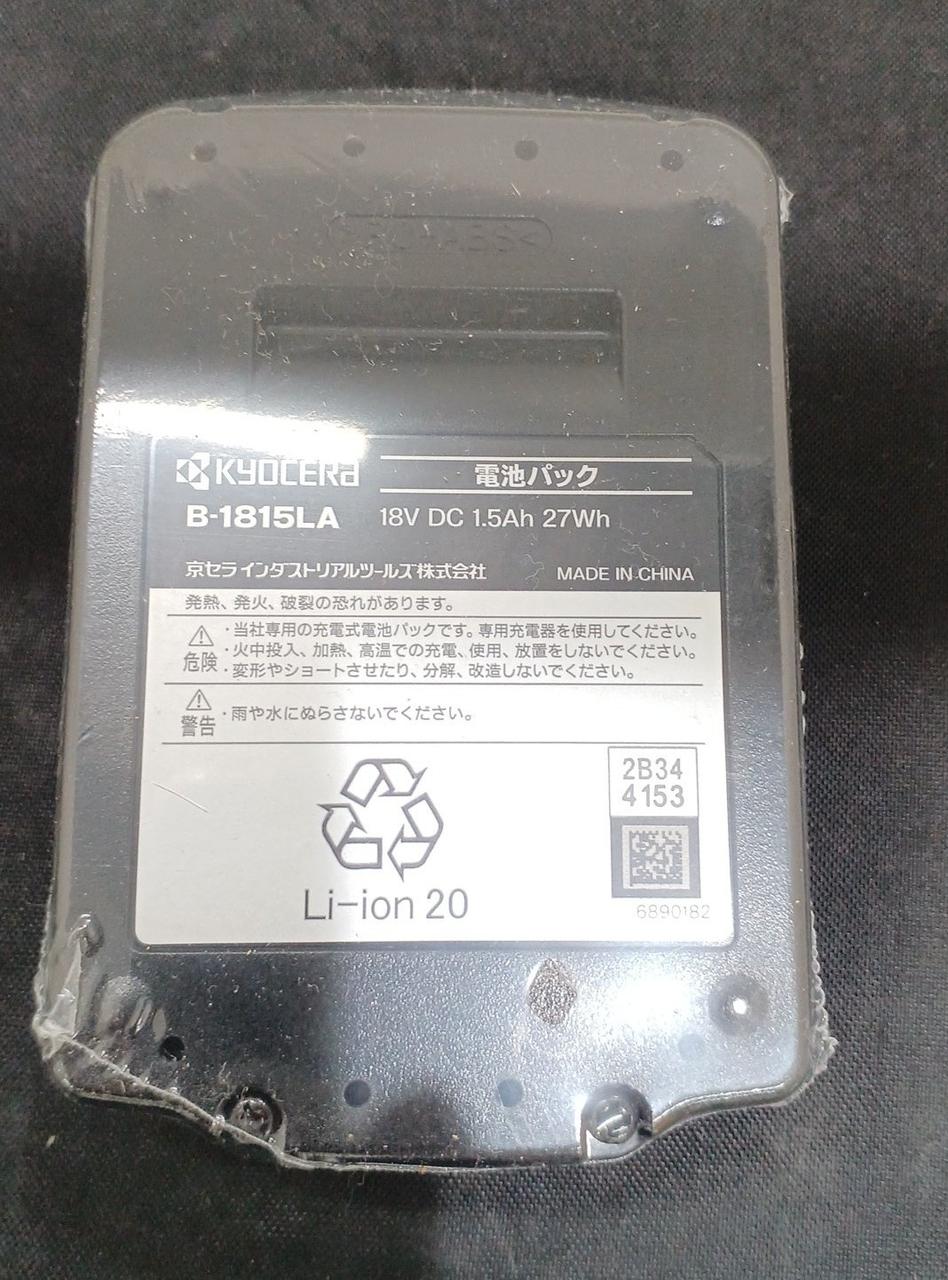 KYOCERA 電池パック
B-1815LA 18V DC 1.5Ah 27Wh
京セラインダストリアルツールズ株式会社 MADE IN CHINA
発熱、発火、破裂の恐れがあります。
危険
・当社専用の充電式電池パックです。専用充電器を使用してください。
・火中投入、加熱、高温での充電、使用、放置をしないでください。
・変形やショートさせたり、分解、改造しないでください。
警告
・雨や水にぬらさないでください。
2B34
4153
Li-ion 20
6890182